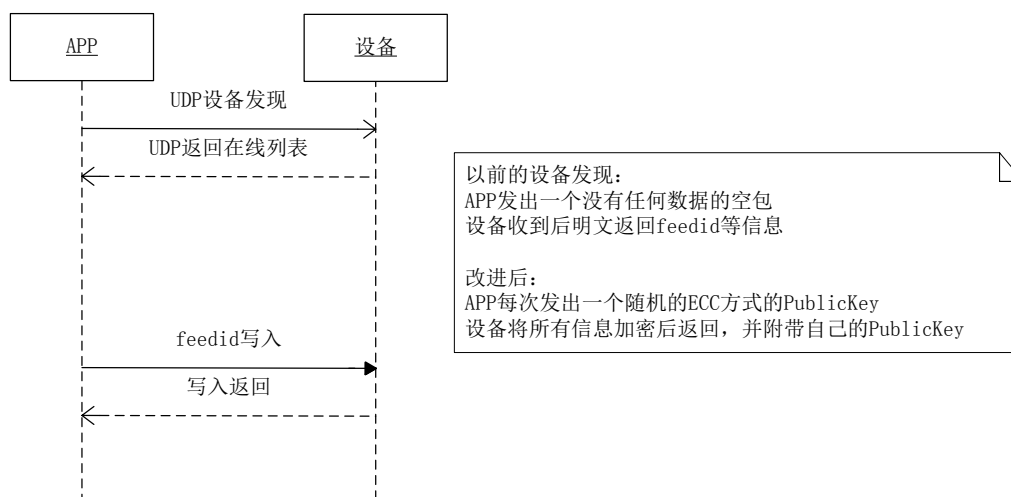 APP
设备
UDP设备发现
UDP返回在线列表
以前的设备发现：
APP发出一个没有任何数据的空包
设备收到后明文返回feedid等信息
改进后：
APP每次发出一个随机的ECC方式的PublicKey
设备将所有信息加密后返回，并附带自己的PublicKey
feedid写入
写入返回